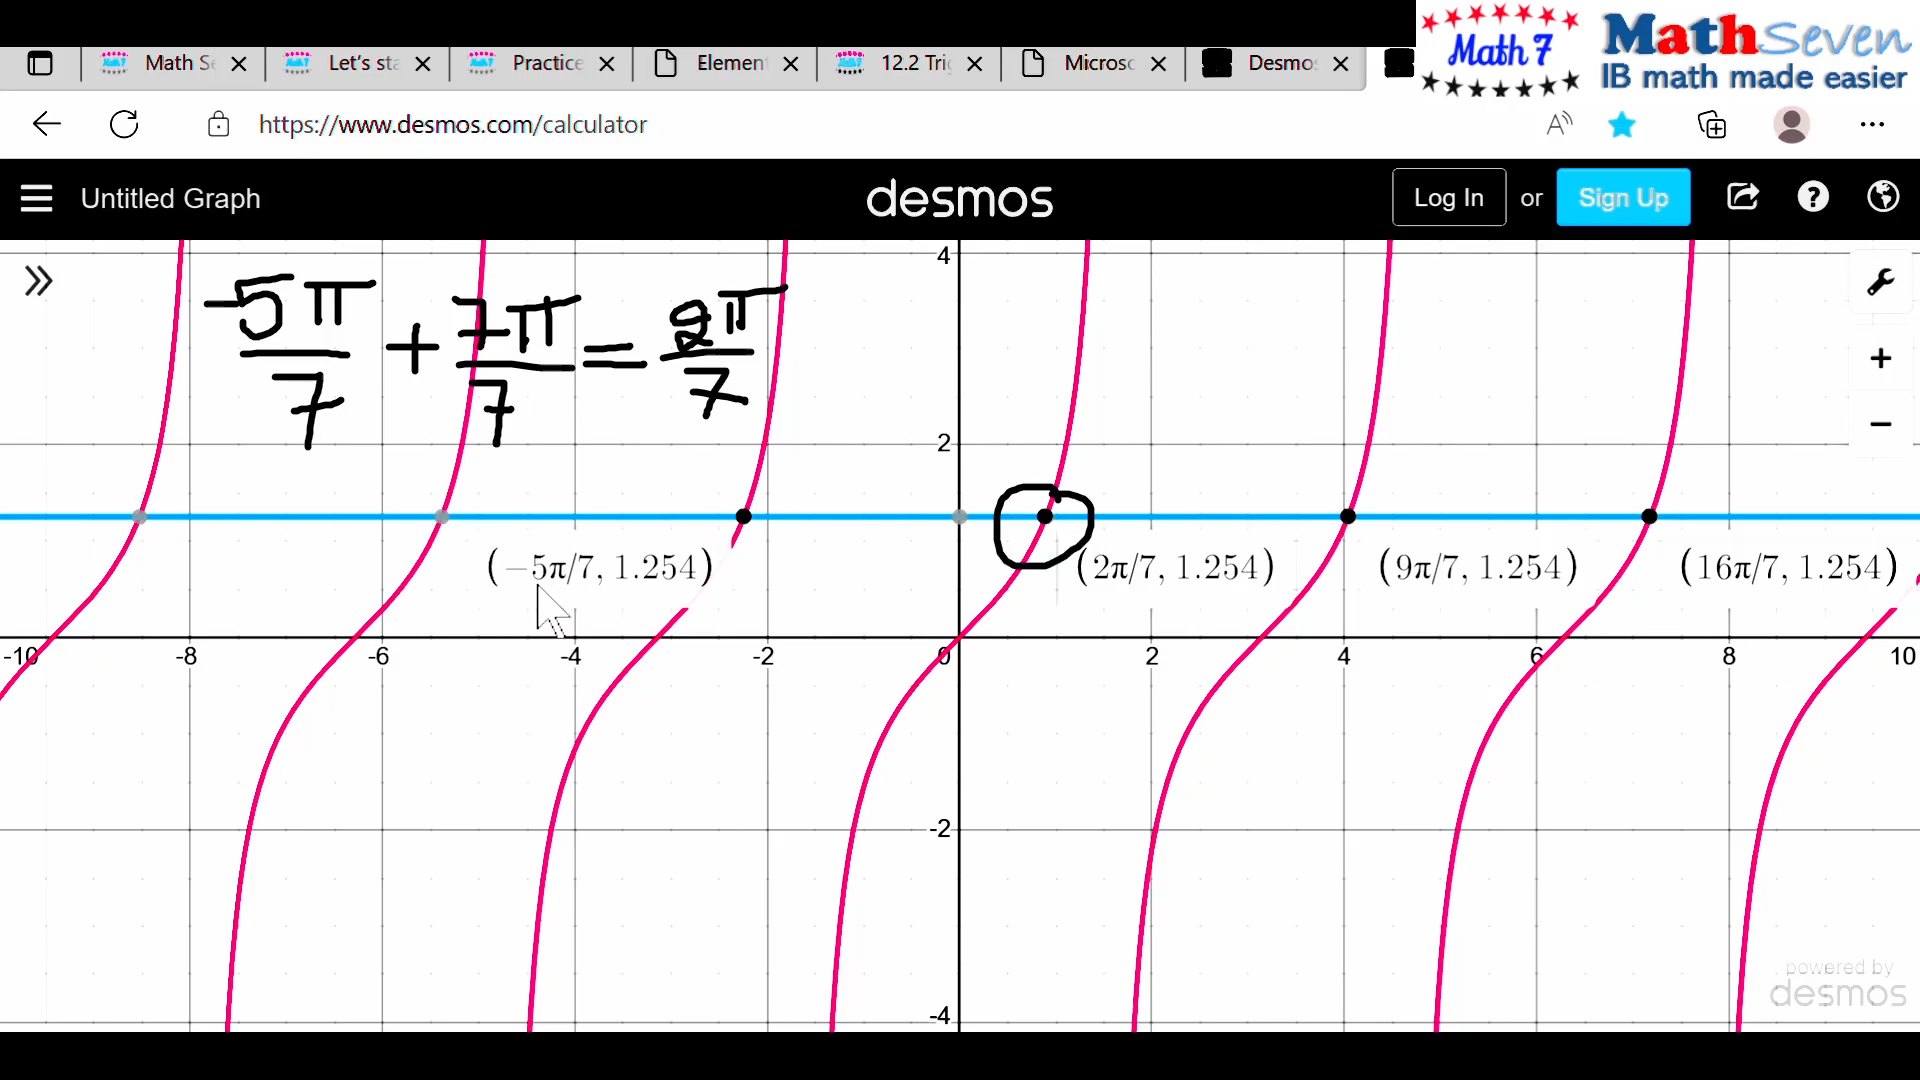 Math 7
MathSeven
IB math made easier
Math Se
Let's sta
Practice
Elemen
12.2 Tri
Microso
Desmo
https://www.desmos.com/calculator
Untitled Graph
desmos
Log In or Sign Up
-5π/7 + 7π/7 = 2π/7
4
2
(−5π/7, 1.254)
(2π/7, 1.254)
(9π/7, 1.254)
(16π/7, 1.254)
-10 -8 -6 -4 -2 0 2 4 6 8 10
-2
-4
powered by
desmos